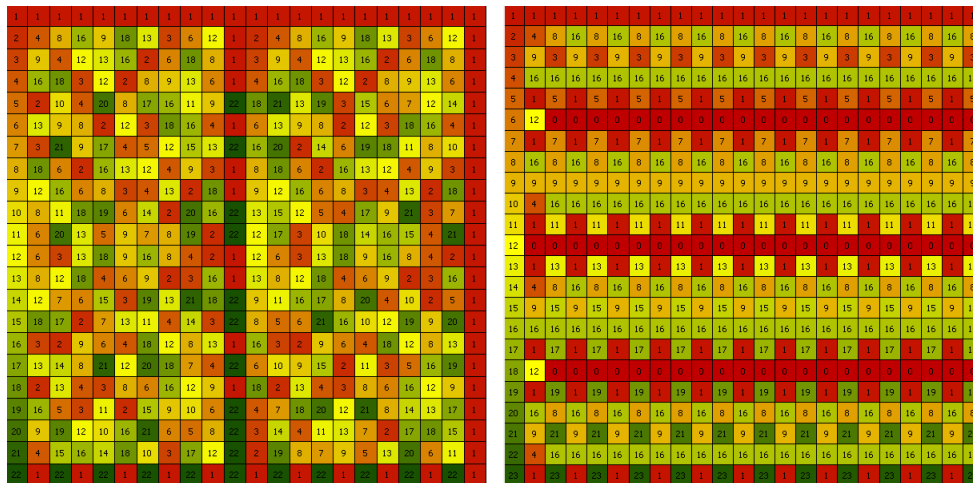 1 1 1 1 1 1 1 1 1 1 1 1 1 1 1 1 1 1 1 1 1 1
2 4 8 16 9 18 13 3 6 12 1 2 4 8 16 9 18 13 3 6 12 1
3 9 4 12 13 16 2 6 18 8 1 3 9 4 12 13 16 2 6 18 8 1
4 16 18 3 12 2 8 9 13 6 1 4 16 18 3 12 2 8 9 13 6 1
5 2 10 4 20 8 17 16 11 9 22 18 21 13 19 3 15 6 7 12 14 1
6 13 9 8 2 12 3 18 16 4 1 6 13 9 8 2 12 3 18 16 4 1
7 3 21 9 17 4 5 12 15 13 22 16 20 2 14 6 19 18 11 8 10 1
8 18 6 2 16 13 12 4 9 3 1 8 18 6 2 16 13 12 4 9 3 1
9 12 16 6 8 3 4 13 2 18 1 9 12 16 6 8 3 4 13 2 18 1
10 8 11 18 19 6 14 2 20 16 22 13 15 12 5 4 17 9 21 3 7 1
11 6 20 13 5 9 7 8 19 2 22 12 17 3 10 18 14 16 15 4 21 1
12 6 3 13 18 9 16 8 4 2 1 12 6 3 13 18 9 16 8 4 2 1
13 8 12 18 4 6 9 2 3 16 1 13 8 12 18 4 6 9 2 3 16 1
14 12 7 6 15 3 19 13 21 18 22 9 11 16 17 8 20 4 10 2 5 1
15 18 17 2 7 13 11 4 14 3 22 8 5 6 21 16 10 12 19 9 20 1
16 3 2 9 6 4 18 12 8 13 1 16 3 2 9 6 4 18 12 8 13 1
17 13 14 8 21 12 20 18 7 4 22 6 10 9 15 2 11 3 5 16 19 1
18 2 13 4 3 8 6 16 12 9 1 18 2 13 4 3 8 6 16 12 9 1
19 16 5 3 11 2 15 9 10 6 22 4 7 18 20 12 21 8 14 13 17 1
20 9 19 12 10 16 21 6 5 8 22 3 14 4 11 13 7 2 17 18 15 1
21 4 15 16 14 18 10 3 17 12 22 2 19 8 7 9 5 13 20 6 11 1
22 1 22 1 22 1 22 1 22 1 22 1 22 1 22 1 22 1 22 1 22 1
1 1 1 1 1 1 1 1 1 1 1 1 1 1 1 1 1 1 1 1 1 1
2 4 8 16 8 16 8 16 8 16 8 16 8 16 8 16 8 16 8 16 8 16
3 9 3 9 3 9 3 9 3 9 3 9 3 9 3 9 3 9 3 9 3 9
4 16 16 16 16 16 16 16 16 16 16 16 16 16 16 16 16 16 16 16 16 16
5 1 5 1 5 1 5 1 5 1 5 1 5 1 5 1 5 1 5 1 5 1
6 12 0 0 0 0 0 0 0 0 0 0 0 0 0 0 0 0 0 0 0 0
7 1 7 1 7 1 7 1 7 1 7 1 7 1 7 1 7 1 7 1 7 1
8 16 8 16 8 16 8 16 8 16 8 16 8 16 8 16 8 16 8 16 8 16
9 9 9 9 9 9 9 9 9 9 9 9 9 9 9 9 9 9 9 9 9 9
10 4 16 16 16 16 16 16 16 16 16 16 16 16 16 16 16 16 16 16 16 16
11 1 11 1 11 1 11 1 11 1 11 1 11 1 11 1 11 1 11 1 11 1
12 0 0 0 0 0 0 0 0 0 0 0 0 0 0 0 0 0 0 0 0 0
13 1 13 1 13 1 13 1 13 1 13 1 13 1 13 1 13 1 13 1 13 1
14 4 8 16 8 16 8 16 8 16 8 16 8 16 8 16 8 16 8 16 8 16
15 9 15 9 15 9 15 9 15 9 15 9 15 9 15 9 15 9 15 9 15 9
16 16 16 16 16 16 16 16 16 16 16 16 16 16 16 16 16 16 16 16 16 16
17 1 17 1 17 1 17 1 17 1 17 1 17 1 17 1 17 1 17 1 17 1
18 12 0 0 0 0 0 0 0 0 0 0 0 0 0 0 0 0 0 0 0 0
19 1 19 1 19 1 19 1 19 1 19 1 19 1 19 1 19 1 19 1 19 1
20 16 8 16 8 16 8 16 8 16 8 16 8 16 8 16 8 16 8 16 8 16
21 9 21 9 21 9 21 9 21 9 21 9 21 9 21 9 21 9 21 9 21 9
22 4 16 16 16 16 16 16 16 16 16 16 16 16 16 16 16 16 16 16 16 16
23 1 23 1 23 1 23 1 23 1 23 1 23 1 23 1 23 1 23 1 23 1